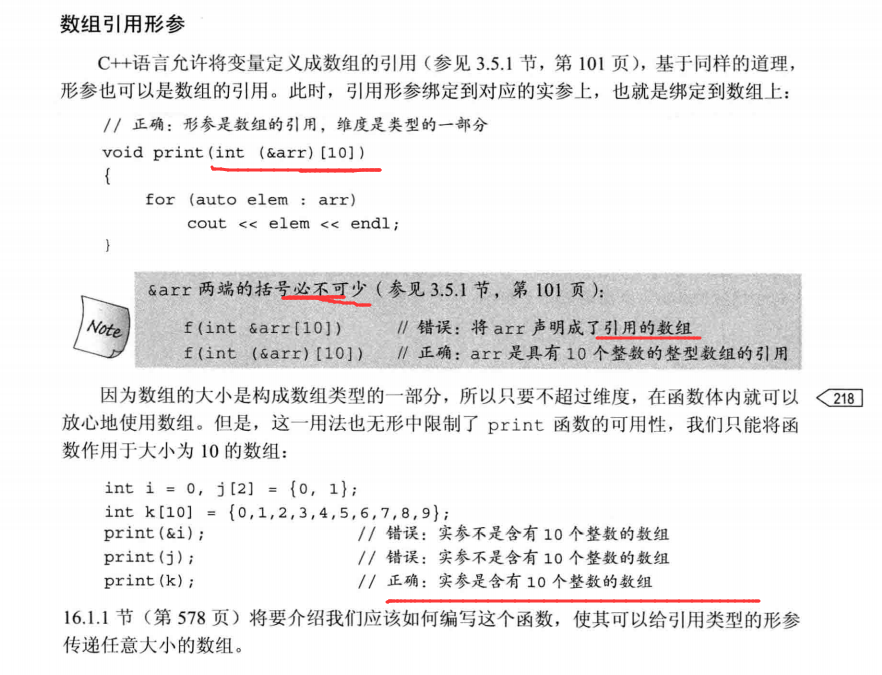 数组引用形参
C++语言允许将变量定义成数组的引用（参见 3.5.1 节，第 101 页），基于同样的道理，
形参也可以是数组的引用。此时，引用形参绑定到对应的实参上，也就是绑定到数组上：
// 正确：形参是数组的引用，维度是类型的一部分
void print(int (&arr)[10])
{
for (auto elem : arr)
cout << elem << endl;
}
&arr 两端的括号必不可少（参见 3.5.1 节，第 101 页）：
Note
f(int &arr[10]) // 错误：将 arr 声明成了引用的数组
f(int (&arr)[10]) // 正确：arr 是具有 10 个整数的整型数组的引用
因为数组的大小是构成数组类型的一部分，所以只要不超过维度，在函数体内就可以
218
放心地使用数组。但是，这一用法也无形中限制了 print 函数的可用性，我们只能将函
数作用于大小为 10 的数组：
int i = 0, j[2] = {0, 1};
int k[10] = {0,1,2,3,4,5,6,7,8,9};
print(&i); // 错误：实参不是含有 10 个整数的数组
print(j); // 错误：实参不是含有 10 个整数的数组
print(k); // 正确：实参是含有 10 个整数的数组
16.1.1 节（第 578 页）将要介绍我们应该如何编写这个函数，使其可以给引用类型的形参
传递任意大小的数组。